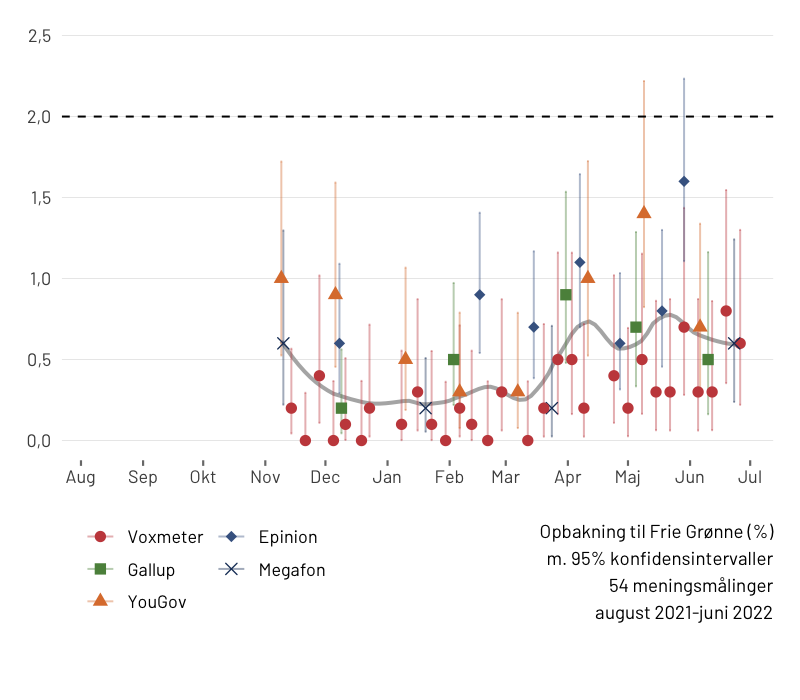 2,5
2,0
1,5
1,0
0,5
0,0
Aug Sep Okt Nov Dec Jan Feb Mar Apr Maj Jun Jul
Voxmeter Epinion
Gallup Megafon
YouGov
Opbakning til Frie Grønne (%)
m. 95% konfidensintervaller
54 meningsmålinger
august 2021-juni 2022